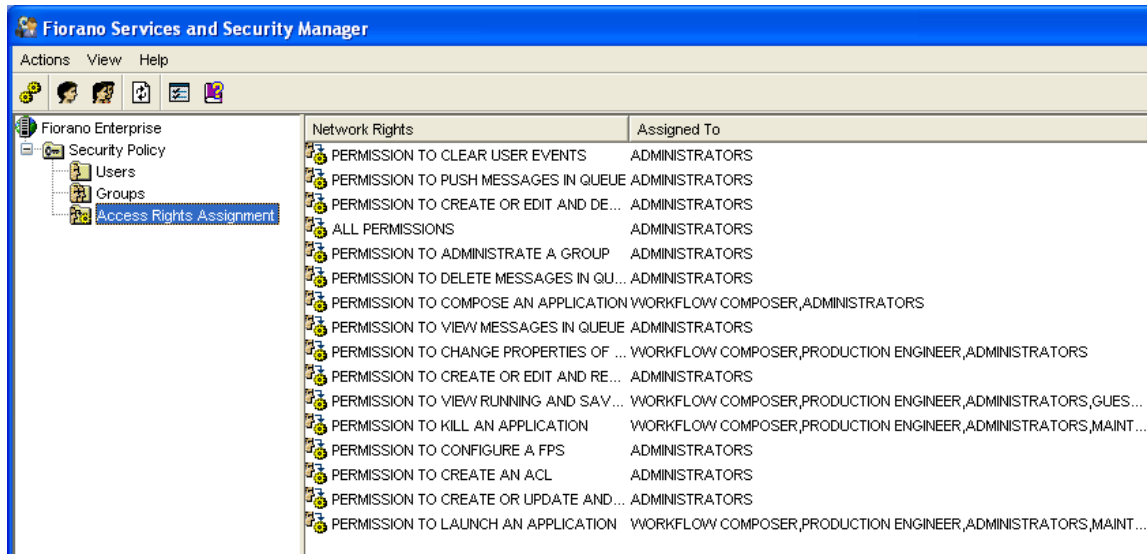 Fiorano Services and Security Manager
Actions View Help
Fiorano Enterprise
Security Policy
Users
Groups
Access Rights Assignment
Network Rights Assigned To
PERMISSION TO CLEAR USER EVENTS ADMINISTRATORS
PERMISSION TO PUSH MESSAGES IN QUEUE ADMINISTRATORS
PERMISSION TO CREATE OR EDIT AND DE... ADMINISTRATORS
ALL PERMISSIONS ADMINISTRATORS
PERMISSION TO ADMINISTRATE A GROUP ADMINISTRATORS
PERMISSION TO DELETE MESSAGES IN QU... ADMINISTRATORS
PERMISSION TO COMPOSE AN APPLICATION WORKFLOW COMPOSER,ADMINISTRATORS
PERMISSION TO VIEW MESSAGES IN QUEUE ADMINISTRATORS
PERMISSION TO CHANGE PROPERTIES OF ... WORKFLOW COMPOSER,PRODUCTION ENGINEER,ADMINISTRATORS
PERMISSION TO CREATE OR EDIT AND RE... ADMINISTRATORS
PERMISSION TO VIEW RUNNING AND SAV... WORKFLOW COMPOSER,PRODUCTION ENGINEER,ADMINISTRATORS,GUES...
PERMISSION TO KILL AN APPLICATION WORKFLOW COMPOSER,PRODUCTION ENGINEER,ADMINISTRATORS,MAINT...
PERMISSION TO CONFIGURE A FPS ADMINISTRATORS
PERMISSION TO CREATE AN ACL ADMINISTRATORS
PERMISSION TO CREATE OR UPDATE AND... ADMINISTRATORS
PERMISSION TO LAUNCH AN APPLICATION WORKFLOW COMPOSER,PRODUCTION ENGINEER,ADMINISTRATORS,MAINT...